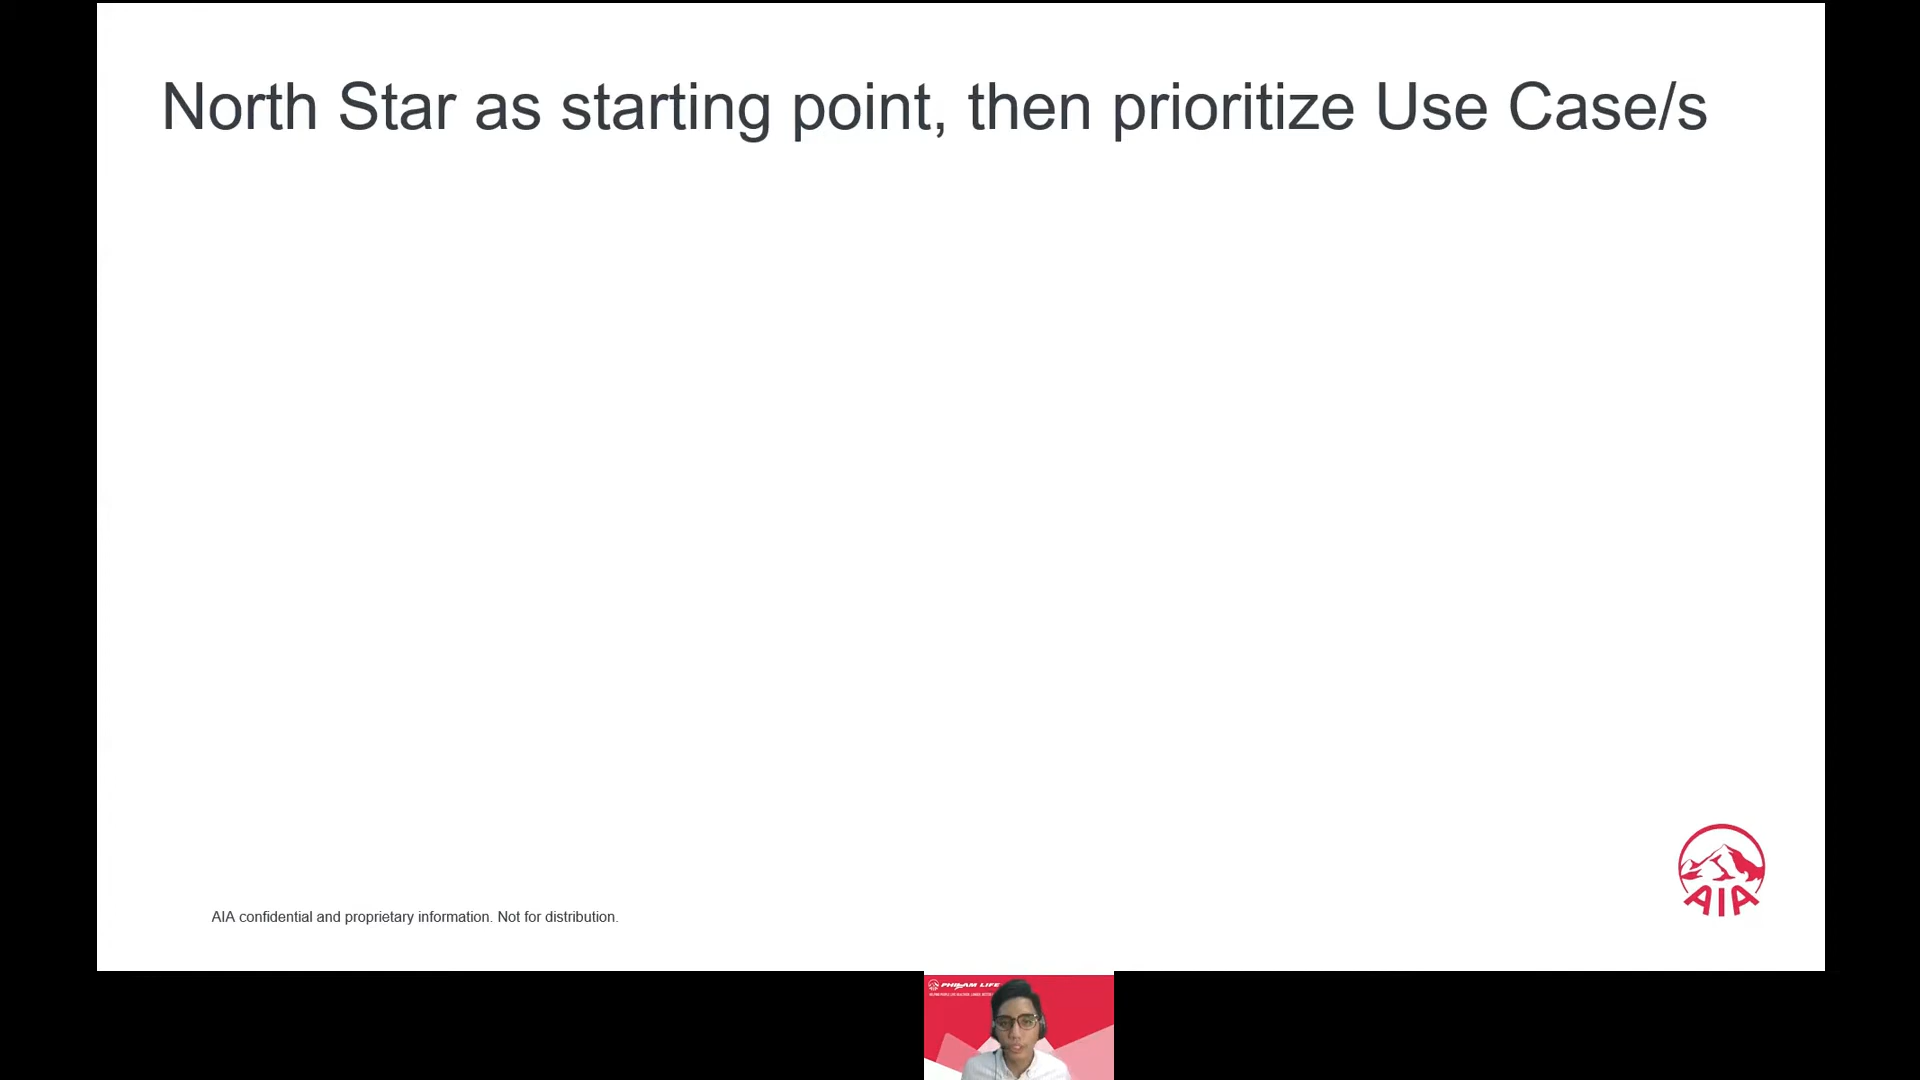 North Star as starting point, then prioritize Use Case/s
AIA
AIA confidential and proprietary information. Not for distribution.
PHILAM LIFE